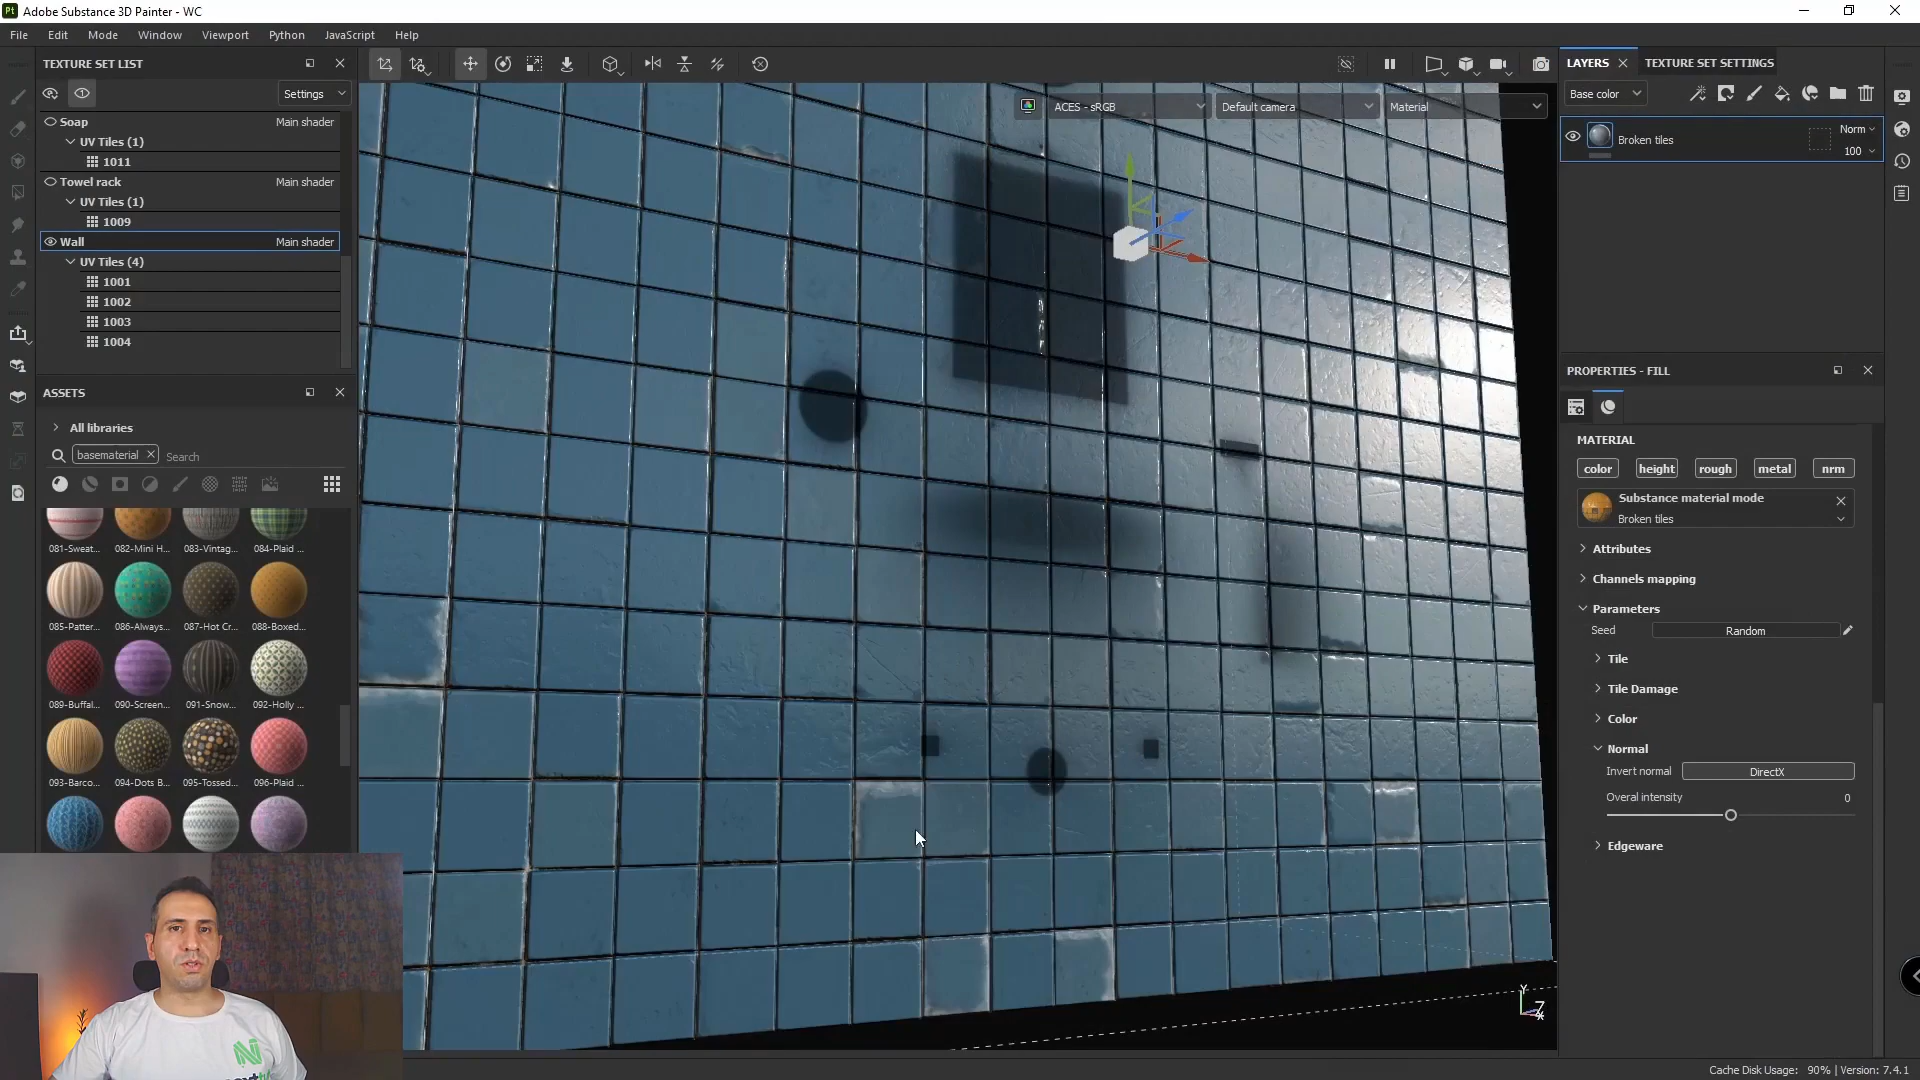 Pt Adobe Substance 3D Painter - WC
File Edit Mode Window Viewport Python JavaScript Help
TEXTURE SET LIST
Settings
Soap Main shader
UV Tiles (1)
1011
Towel rack Main shader
UV Tiles (1)
1009
Wall Main shader
UV Tiles (4)
1001
1002
1003
1004
ASSETS
All libraries
basematerial Search
081-Sweat... 082-Mini H... 083-Vintag... 084-Plaid ...
085-Patter... 086-Always... 087-Hot Cr... 088-Boxed...
089-Buffal... 090-Screen... 091-Snow... 092-Holly ...
093-Barco... 094-Dots B... 095-Tossed... 096-Plaid ...
ACES - sRGB Default camera Material
Y
Z
LAYERS TEXTURE SET SETTINGS
Base color
Broken tiles Norm
100
PROPERTIES - FILL
MATERIAL
color height rough metal nrm
Substance material mode
Broken tiles
Attributes
Channels mapping
Parameters
Seed Random
Tile
Tile Damage
Color
Normal
Invert normal DirectX
Overal intensity 0
Edgeware
Cache Disk Usage: 90% | Version: 7.4.1